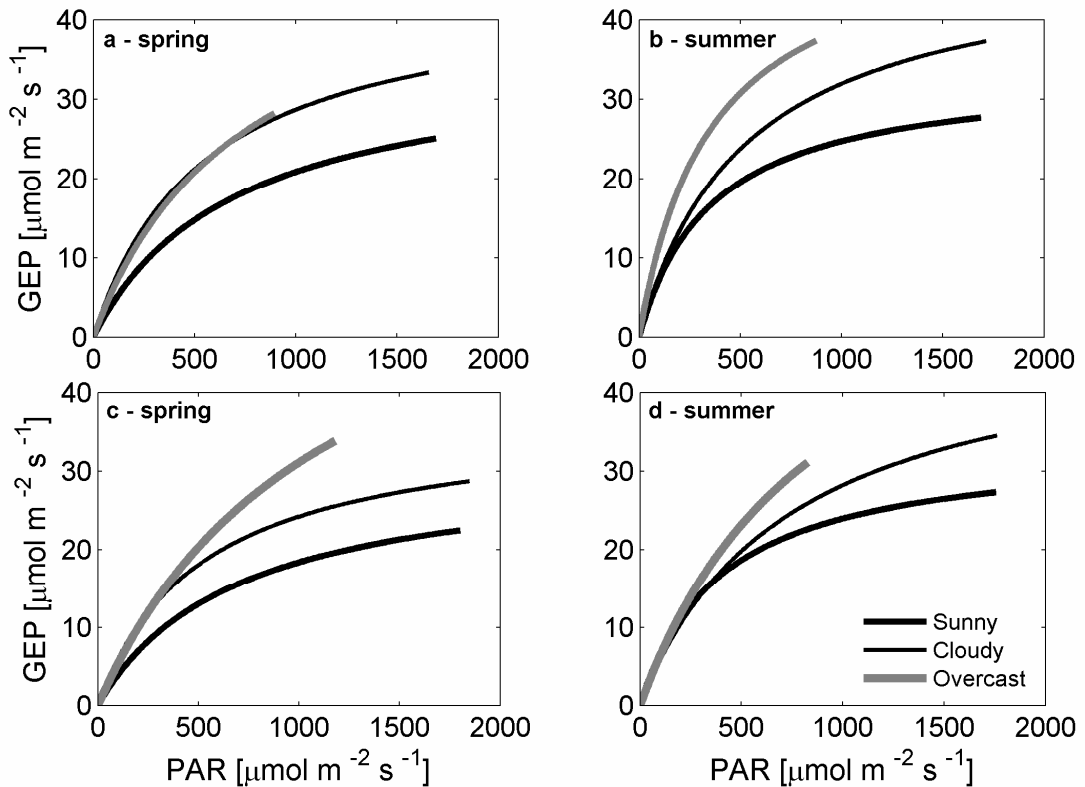 a - spring
40
30
20
10
0
GEP [μmol m -2 s -1]
0 500 1000 1500 2000
b - summer
40
30
20
10
0
0 500 1000 1500 2000
c - spring
40
30
20
10
0
GEP [μmol m -2 s -1]
0 500 1000 1500 2000
PAR [μmol m -2 s -1]
d - summer
40
30
20
10
0
Sunny
Cloudy
Overcast
0 500 1000 1500 2000
PAR [μmol m -2 s -1]